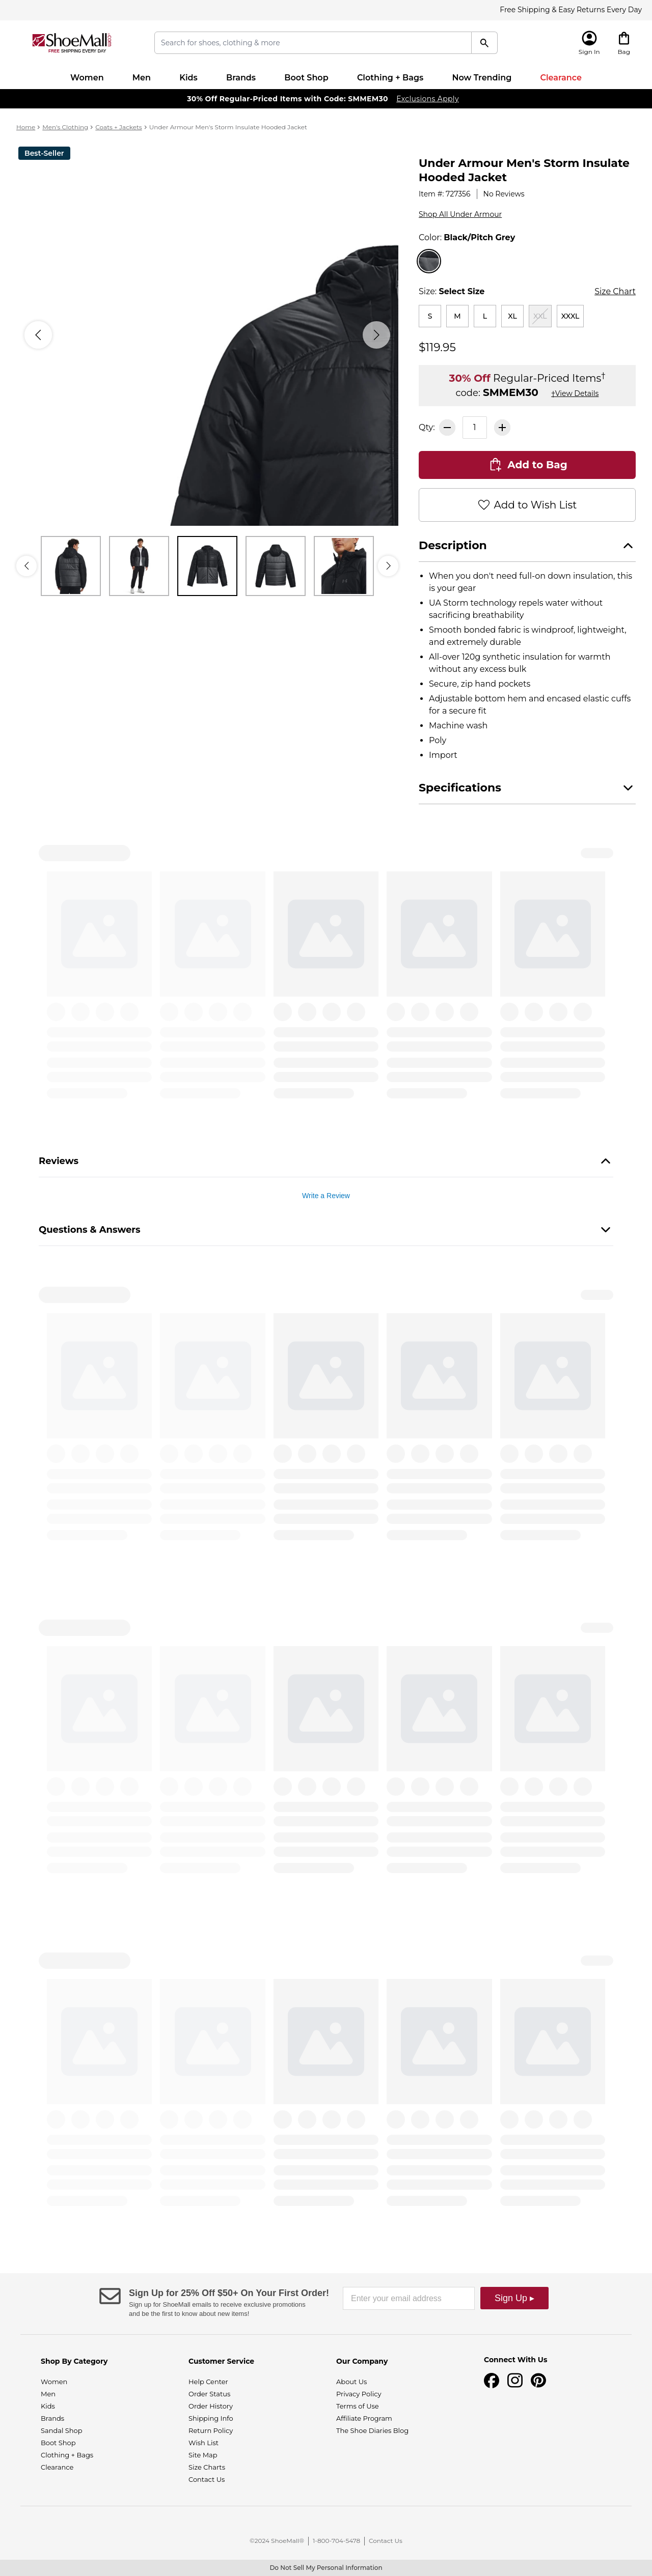 Free Shipping & Easy Returns Every Day
ShoeMall.com
FREE SHIPPING EVERY DAY
Search for shoes, clothing & more
Sign In
Bag
Women
Men
Kids
Brands
Boot Shop
Clothing + Bags
Now Trending
Clearance
30% Off Regular-Priced Items with Code: SMMEM30 Exclusions Apply
Home > Men's Clothing > Coats + Jackets > Under Armour Men's Storm Insulate Hooded Jacket
Best-Seller
Under Armour Men's Storm Insulate
Hooded Jacket
Item #: 727356 | No Reviews
Shop All Under Armour
Color: Black/Pitch Grey
Size: Select Size
Size Chart
S
M
L
XL
XXL
XXXL
$119.95
30% Off Regular-Priced Items†
code: SMMEM30 ‡View Details
Qty:
1
Add to Bag
Add to Wish List
Description
• When you don't need full-on down insulation, this
is your gear
• UA Storm technology repels water without
sacrificing breathability
• Smooth bonded fabric is windproof, lightweight,
and extremely durable
• All-over 120g synthetic insulation for warmth
without any excess bulk
• Secure, zip hand pockets
• Adjustable bottom hem and encased elastic cuffs
for a secure fit
• Machine wash
• Poly
• Import
Specifications
Reviews
Write a Review
Questions & Answers
Sign Up for 25% Off $50+ On Your First Order!
Sign up for ShoeMall emails to receive exclusive promotions
and be the first to know about new items!
Enter your email address
Sign Up ▸
Shop By Category
Women
Men
Kids
Brands
Sandal Shop
Boot Shop
Clothing + Bags
Clearance
Customer Service
Help Center
Order Status
Order History
Shipping Info
Return Policy
Wish List
Site Map
Size Charts
Contact Us
Our Company
About Us
Privacy Policy
Terms of Use
Affiliate Program
The Shoe Diaries Blog
Connect With Us
©2024 ShoeMall® | 1-800-704-5478 | Contact Us
Do Not Sell My Personal Information